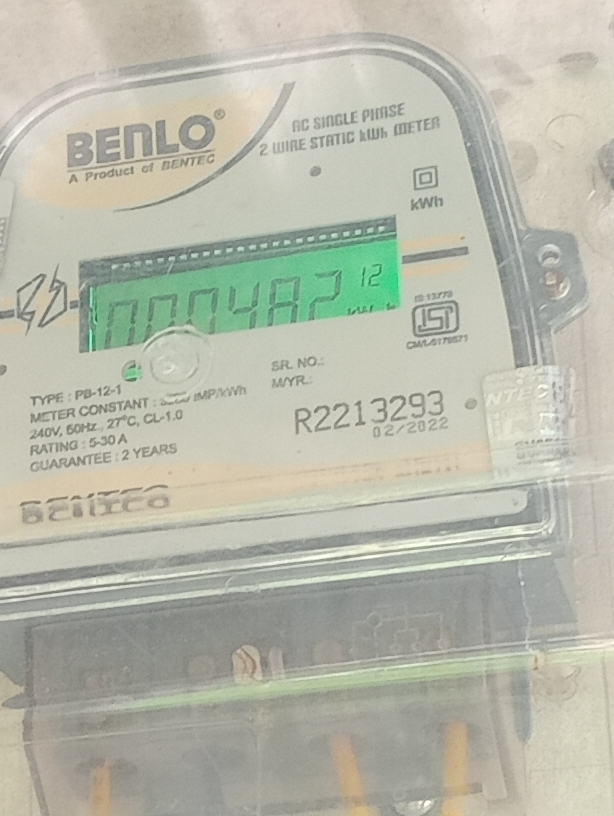 BENLO®
A Product of BENTEC
AC SINGLE PHASE
2 WIRE STATIC kWh METER
kWh
000482 12
IS 13779
ISI
TYPE : PB-12-1
METER CONSTANT : IMP/kWh
240V, 50Hz., 27°C, CL-1.0
RATING : 5-30 A
GUARANTEE : 2 YEARS
SR. NO.:
M/YR.:
R2213293
02/2022
BENTEC